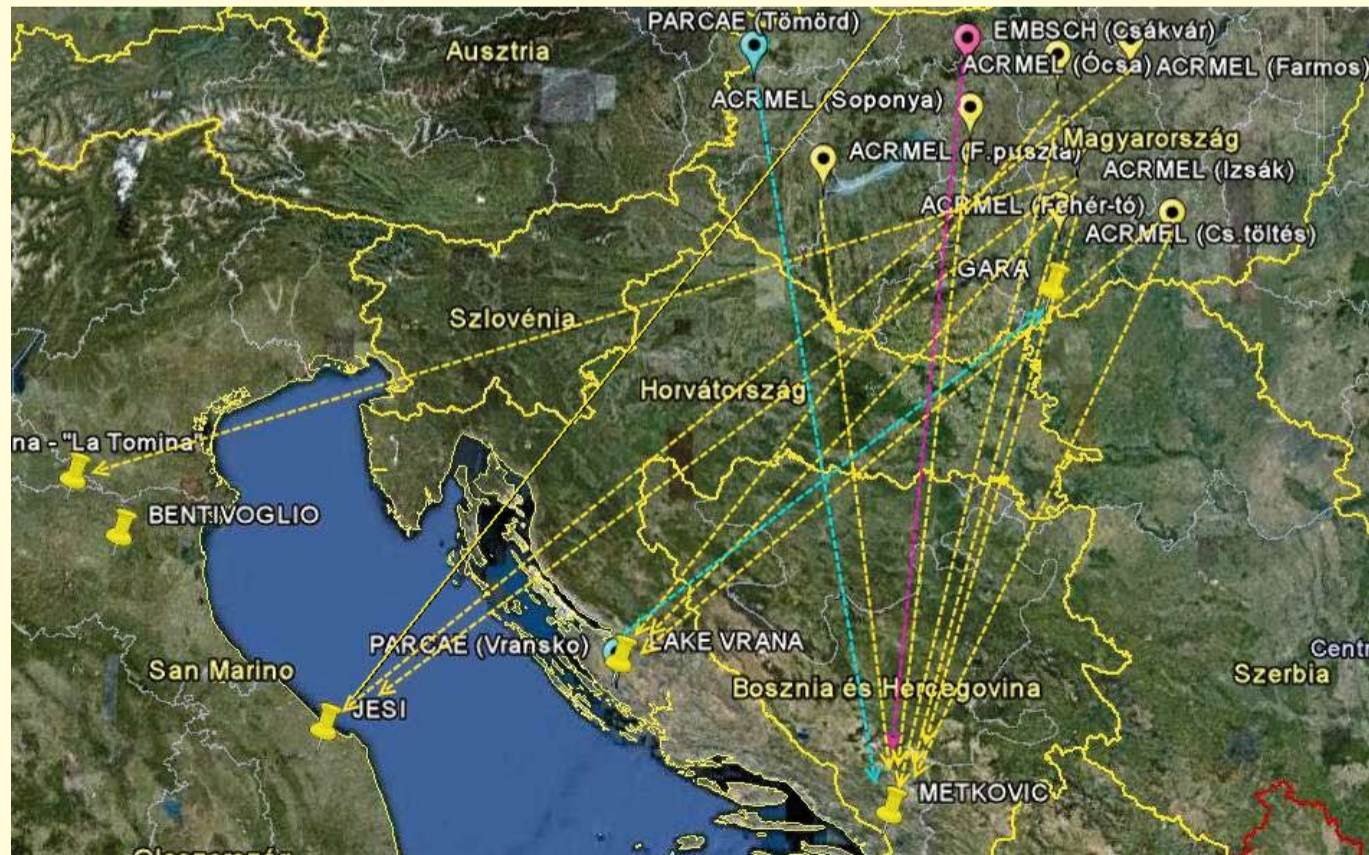 PARCAE (Tömörd)
EMBSCH (Csákvár)
Ausztria
ACRMEL (Ócsa)
ACRMEL (Farmos)
ACRMEL (Soponya)
Magyarország
ACRMEL (F.puszta)
ACRMEL (Izsák)
ACRMEL (Fehér-tó)
ACRMEL (Cs.töltés)
GARA
Szlovénia
Horvátország
na - "La Tomina"
BENTIVOGLIO
PARCAE (Vransko)
LAKE VRANA
Centr
San Marino
Bosznia és Hercegovina
Szerbia
JESI
METKOVIC
Olaszország